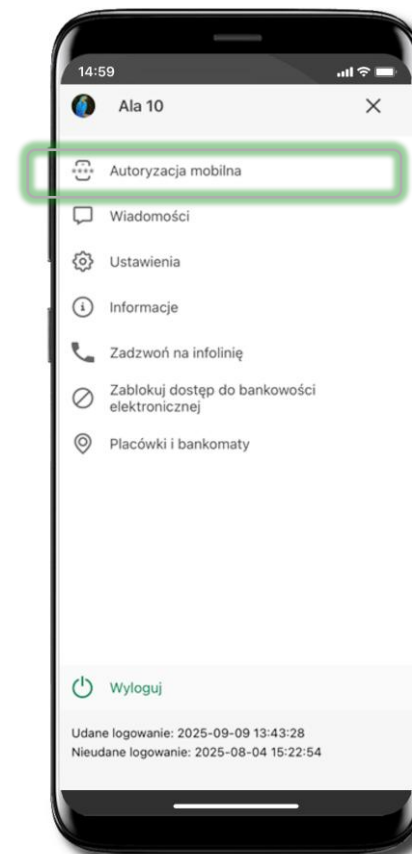 14:59
Ala 10
Autoryzacja mobilna
Wiadomości
Ustawienia
Informacje
Zadzwoń na infolinię
Zablokuj dostęp do bankowości
elektronicznej
Placówki i bankomaty
Wyloguj
Udane logowanie: 2025-09-09 13:43:28
Nieudane logowanie: 2025-08-04 15:22:54